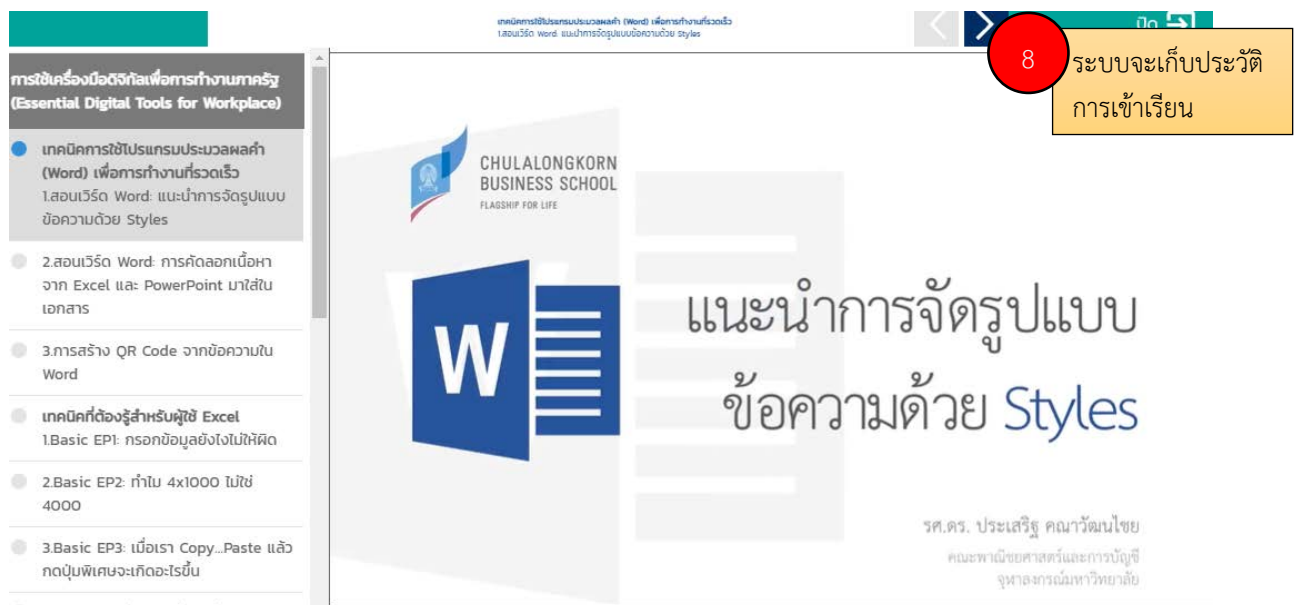 เทคนิคการใช้โปรแกรมประมวลผลคำ (Word) เพื่อการทำงานที่รวดเร็ว
1.สอนเวิร์ด Word: แนะนำการจัดรูปแบบข้อความด้วย Styles
ปิด
8
ระบบจะเก็บประวัติ
การเข้าเรียน
การใช้เครื่องมือดิจิทัลเพื่อการทำงานภาครัฐ
(Essential Digital Tools for Workplace)
เทคนิคการใช้โปรแกรมประมวลผลคำ
(Word) เพื่อการทำงานที่รวดเร็ว
1.สอนเวิร์ด Word: แนะนำการจัดรูปแบบ
ข้อความด้วย Styles
2.สอนเวิร์ด Word: การคัดลอกเนื้อหา
จาก Excel และ PowerPoint มาใส่ใน
เอกสาร
3.การสร้าง QR Code จากข้อความใน
Word
เทคนิคที่ต้องรู้สำหรับผู้ใช้ Excel
1.Basic EP1: กรอกข้อมูลยังไงไม่ให้ผิด
2.Basic EP2: ทำไม 4x1000 ไม่ใช่
4000
3.Basic EP3: เมื่อเรา Copy...Paste แล้ว
กดปุ่มพิเศษจะเกิดอะไรขึ้น
CHULALONGKORN
BUSINESS SCHOOL
FLAGSHIP FOR LIFE
W
แนะนำการจัดรูปแบบ
ข้อความด้วย Styles
รศ.ดร. ประเสริฐ คณาวัฒนไชย
คณะพาณิชยศาสตร์และการบัญชี
จุฬาลงกรณ์มหาวิทยาลัย